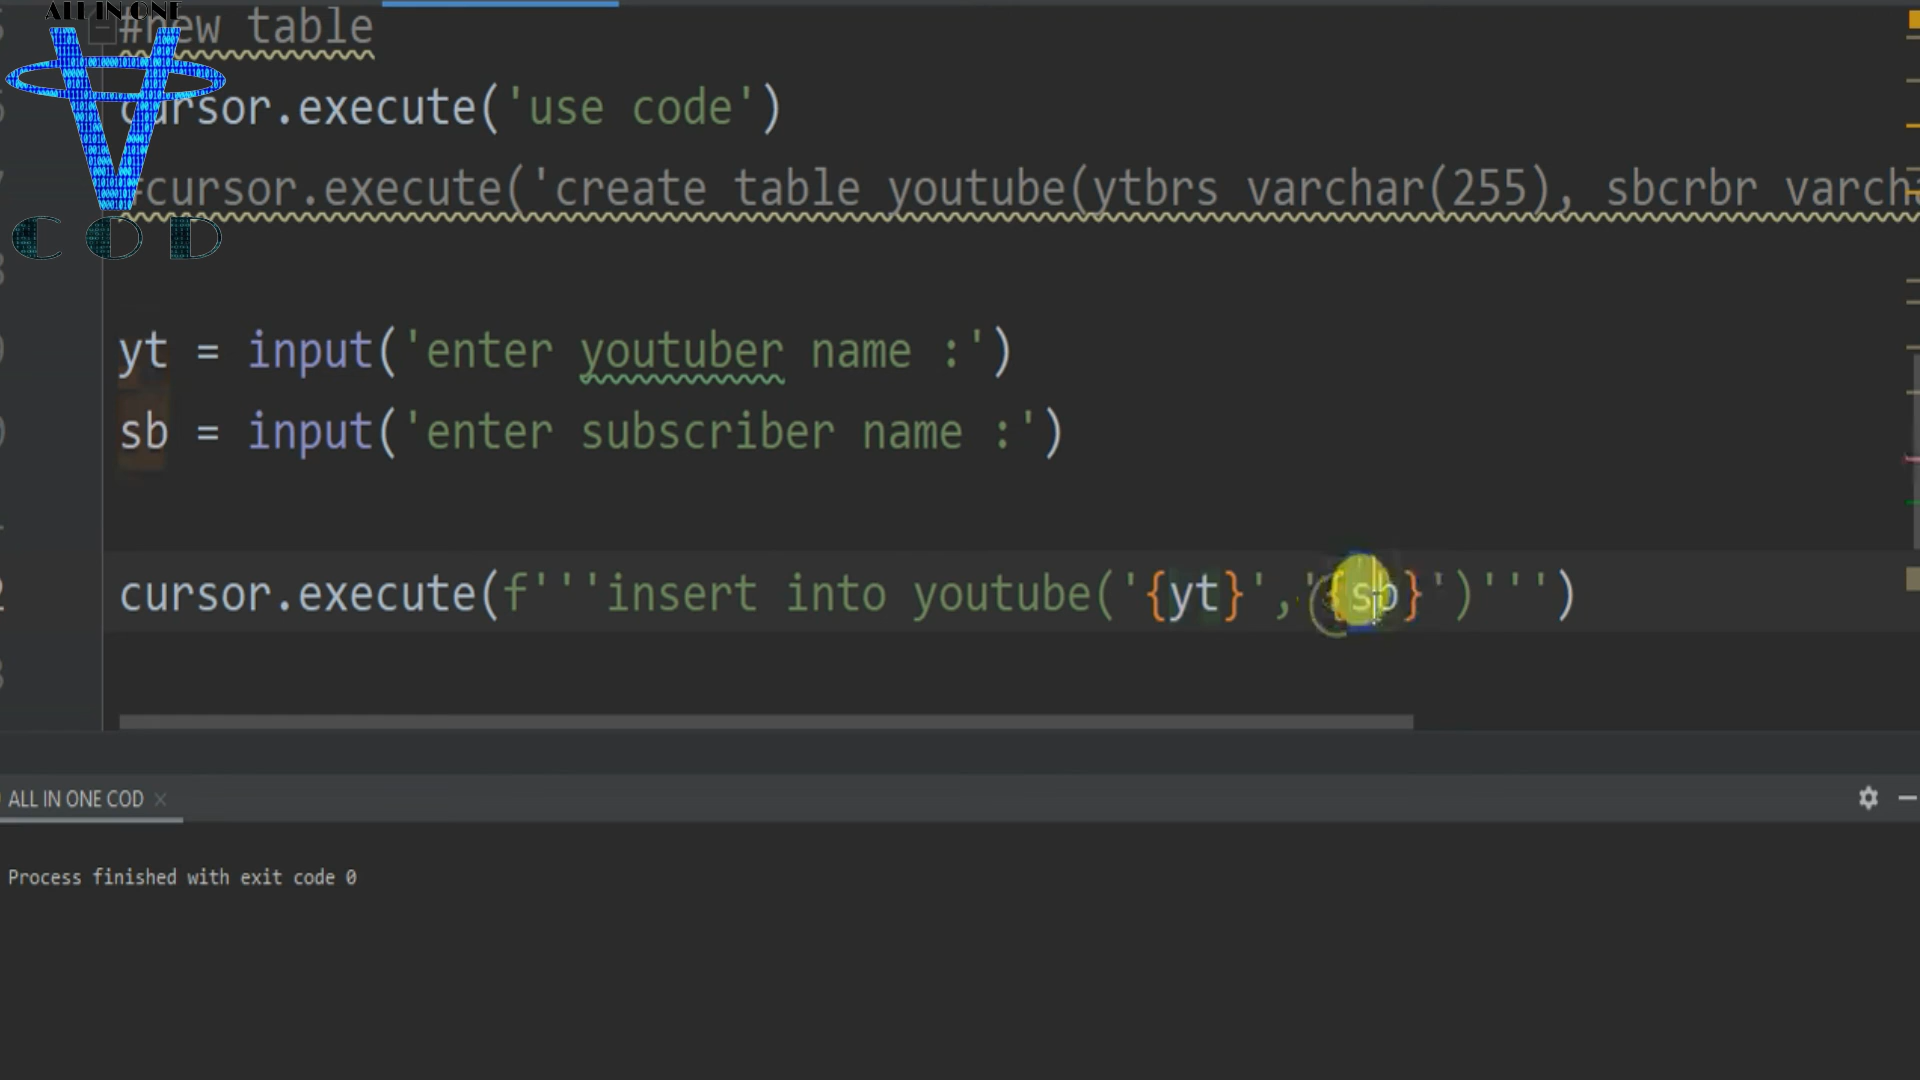 ALL IN ONE
#new table
cursor.execute('use code')
#cursor.execute('create table youtube(ytbrs varchar(255), sbcrbr varcha
COD
yt = input('enter youtuber name :')
sb = input('enter subscriber name :')
cursor.execute(f'''insert into youtube('{yt}','{sb}')''')
ALL IN ONE COD
Process finished with exit code 0